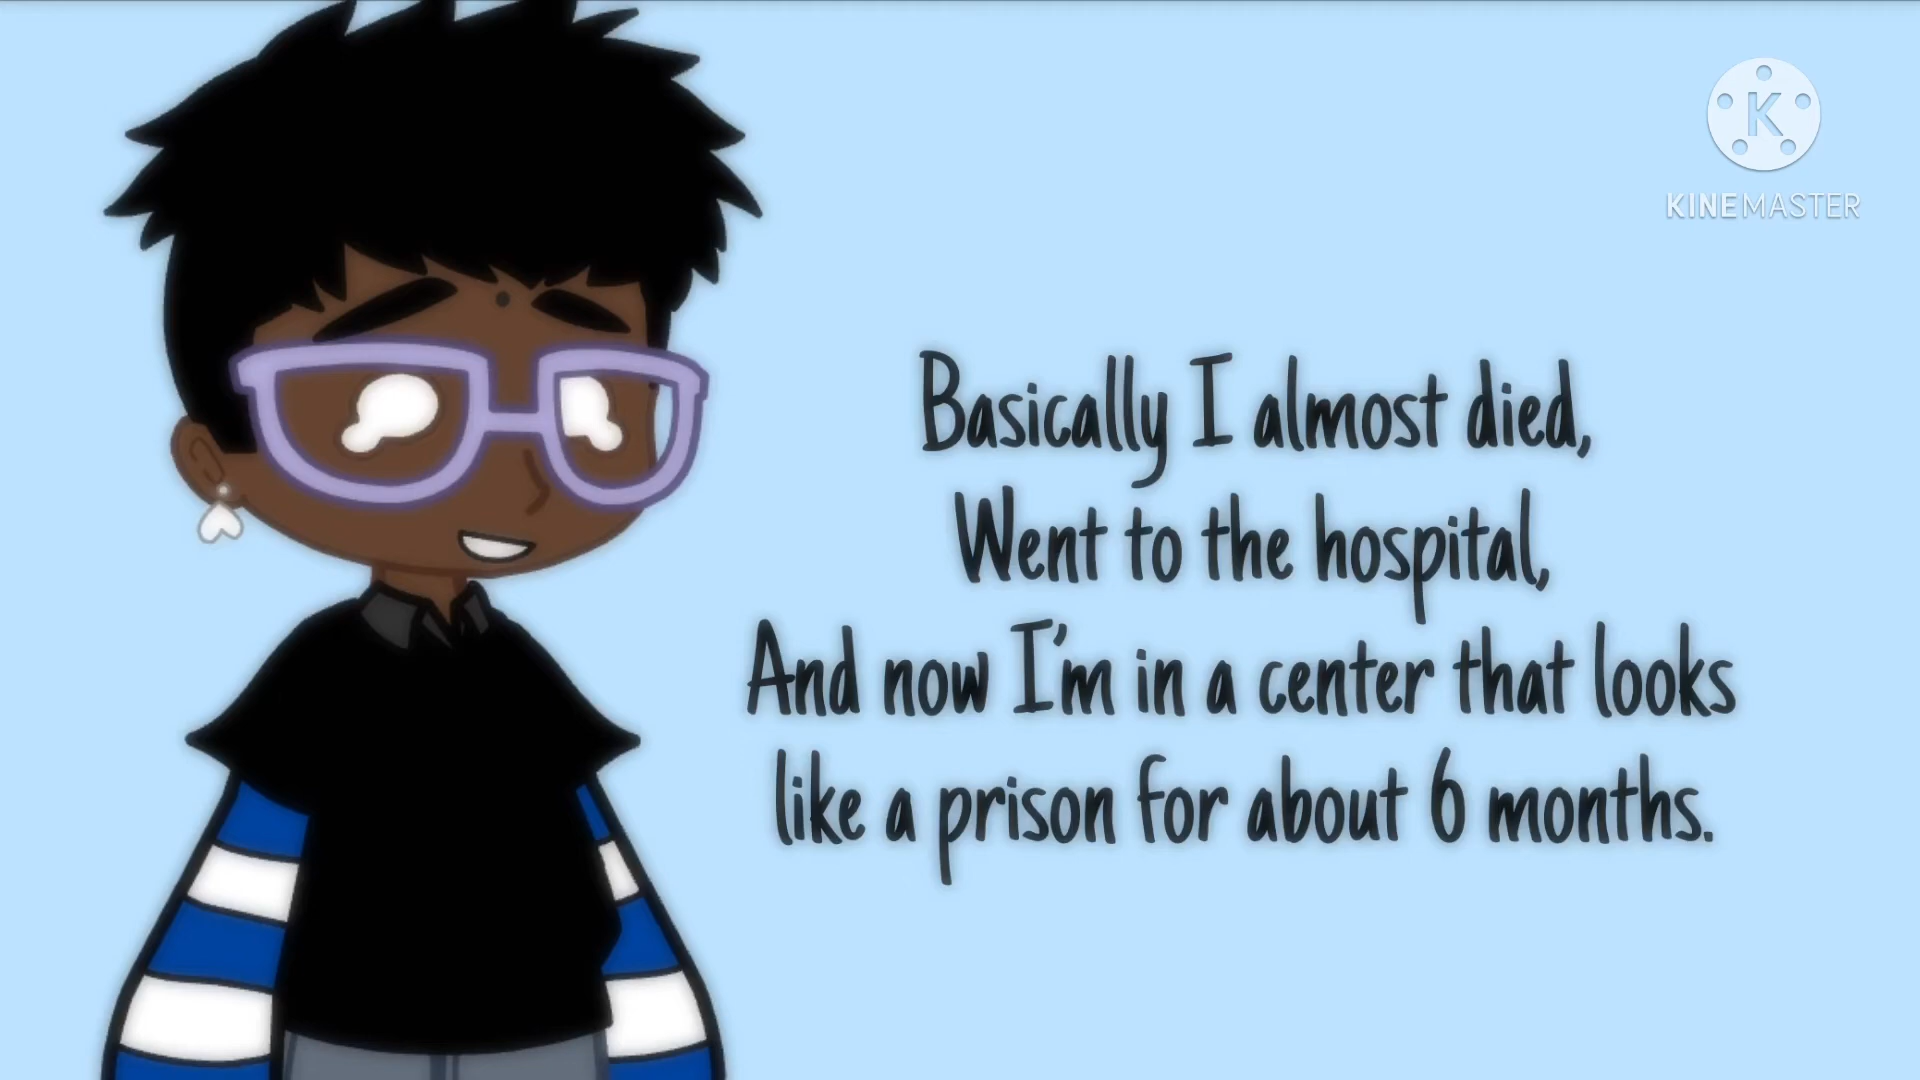 K
KINEMASTER
Basically I almost died,
Went to the hospital,
And now I'm in a center that looks
like a prison for about 6 months.